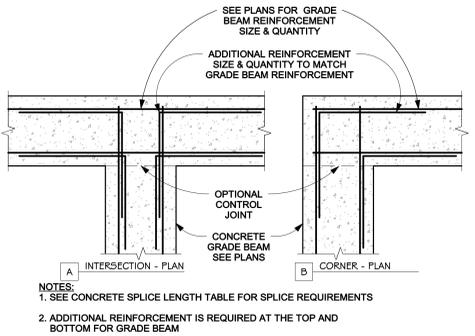 SEE PLANS FOR GRADE
BEAM REINFORCEMENT
SIZE & QUANTITY
ADDITIONAL REINFORCEMENT
SIZE & QUANTITY TO MATCH
GRADE BEAM REINFORCEMENT
OPTIONAL
CONTROL
JOINT
CONCRETE
GRADE BEAM
SEE PLANS
A INTERSECTION - PLAN
B CORNER - PLAN
NOTES:
1. SEE CONCRETE SPLICE LENGTH TABLE FOR SPLICE REQUIREMENTS
2. ADDITIONAL REINFORCEMENT IS REQUIRED AT THE TOP AND
BOTTOM FOR GRADE BEAM